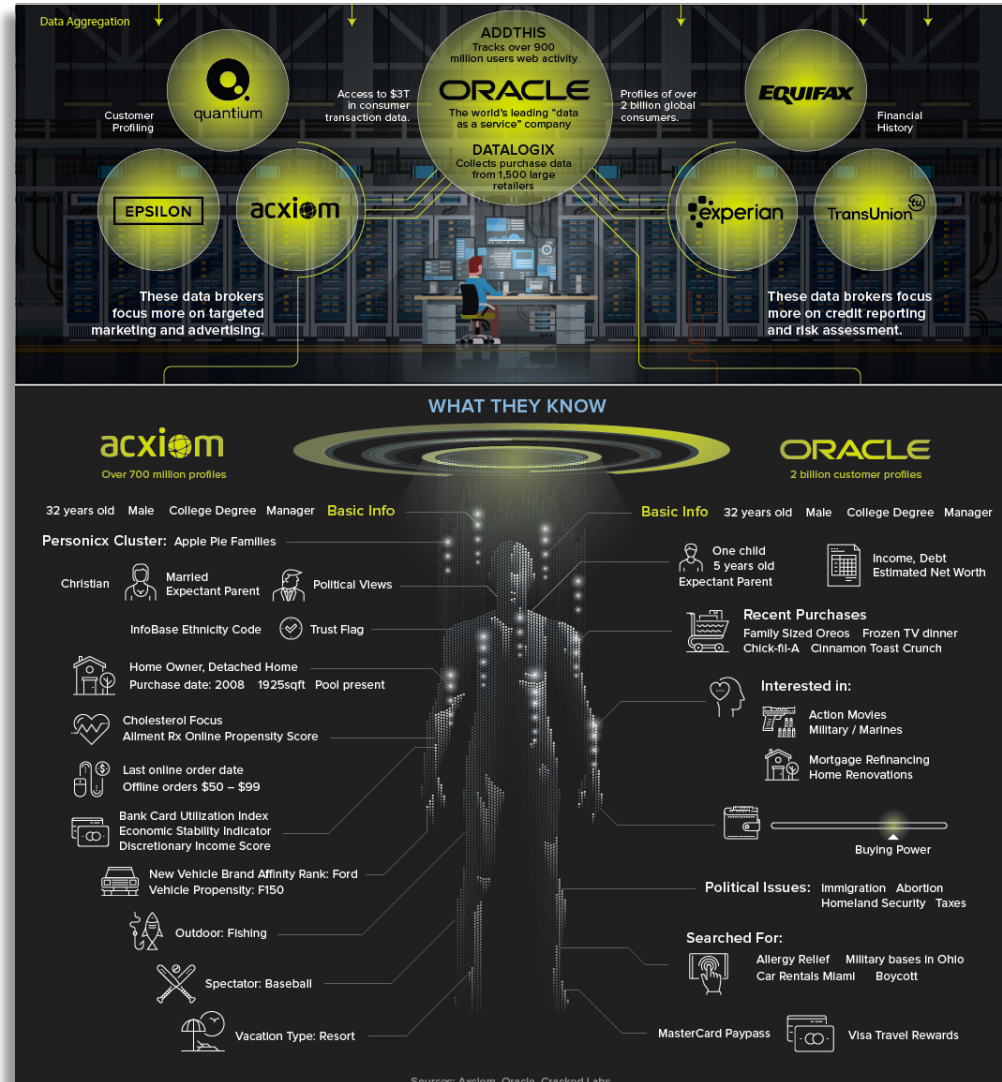 Data Aggregation
ADDTHIS
Tracks over 900
million users web activity
ORACLE
The world's leading "data
as a service" company
DATALOGIX
Collects purchase data
from 1,500 large
retailers
quantium
Customer
Profiling
Access to $3T
in consumer
transaction data.
Profiles of over
2 billion global
consumers.
EQUIFAX
Financial
History
EPSILON
acxiom
experian
TransUnion
tu
These data brokers
focus more on targeted
marketing and advertising.
These data brokers focus
more on credit reporting
and risk assessment.
WHAT THEY KNOW
acxiom
Over 700 million profiles
32 years old Male College Degree Manager Basic Info
Personicx Cluster: Apple Pie Families
Christian
Married
Expectant Parent
Political Views
InfoBase Ethnicity Code
Trust Flag
Home Owner, Detached Home
Purchase date: 2008 1925sqft Pool present
Cholesterol Focus
Ailment Rx Online Propensity Score
Last online order date
Offline orders $50 – $99
Bank Card Utilization Index
Economic Stability Indicator
Discretionary Income Score
New Vehicle Brand Affinity Rank: Ford
Vehicle Propensity: F150
Outdoor: Fishing
Spectator: Baseball
Vacation Type: Resort
ORACLE
2 billion customer profiles
Basic Info 32 years old Male College Degree Manager
One child
5 years old
Expectant Parent
Income, Debt
Estimated Net Worth
Recent Purchases
Family Sized Oreos Frozen TV dinner
Chick-fil-A Cinnamon Toast Crunch
Interested in:
Action Movies
Military / Marines
Mortgage Refinancing
Home Renovations
Buying Power
Political Issues: Immigration Abortion
Homeland Security Taxes
Searched For:
Allergy Relief Military bases in Ohio
Car Rentals Miami Boycott
MasterCard Paypass
Visa Travel Rewards
Sources: Axciom, Oracle, Cracked Labs